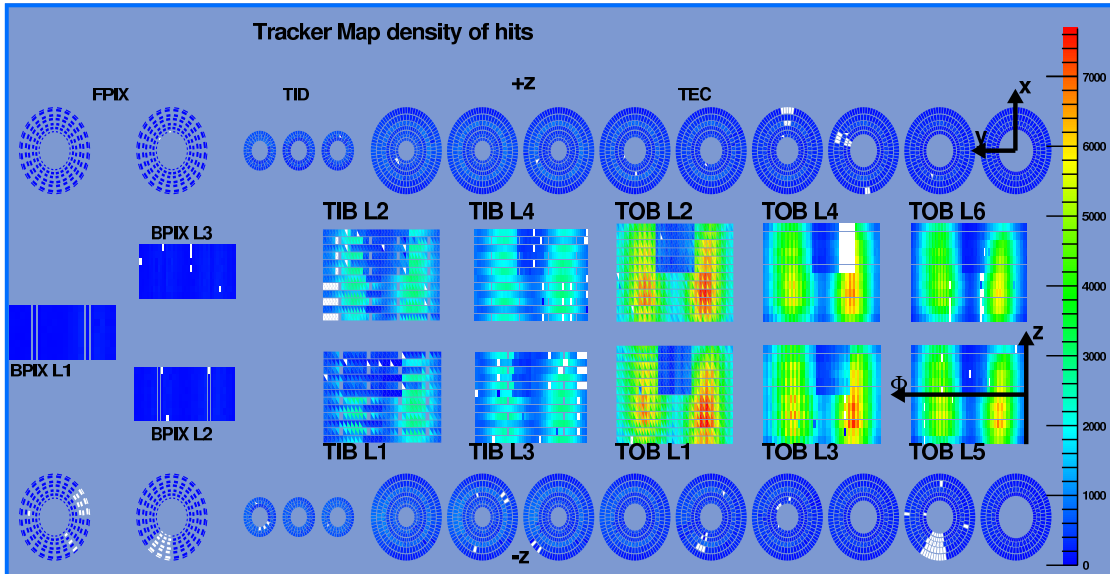 Tracker Map density of hits
+z
FPIX
TID
TEC
x
y
7000
6000
5000
4000
3000
2000
1000
0
TIB L2
TIB L4
TOB L2
TOB L4
TOB L6
BPIX L3
BPIX L1
BPIX L2
z
Φ
TIB L1
TIB L3
TOB L1
TOB L3
TOB L5
-z